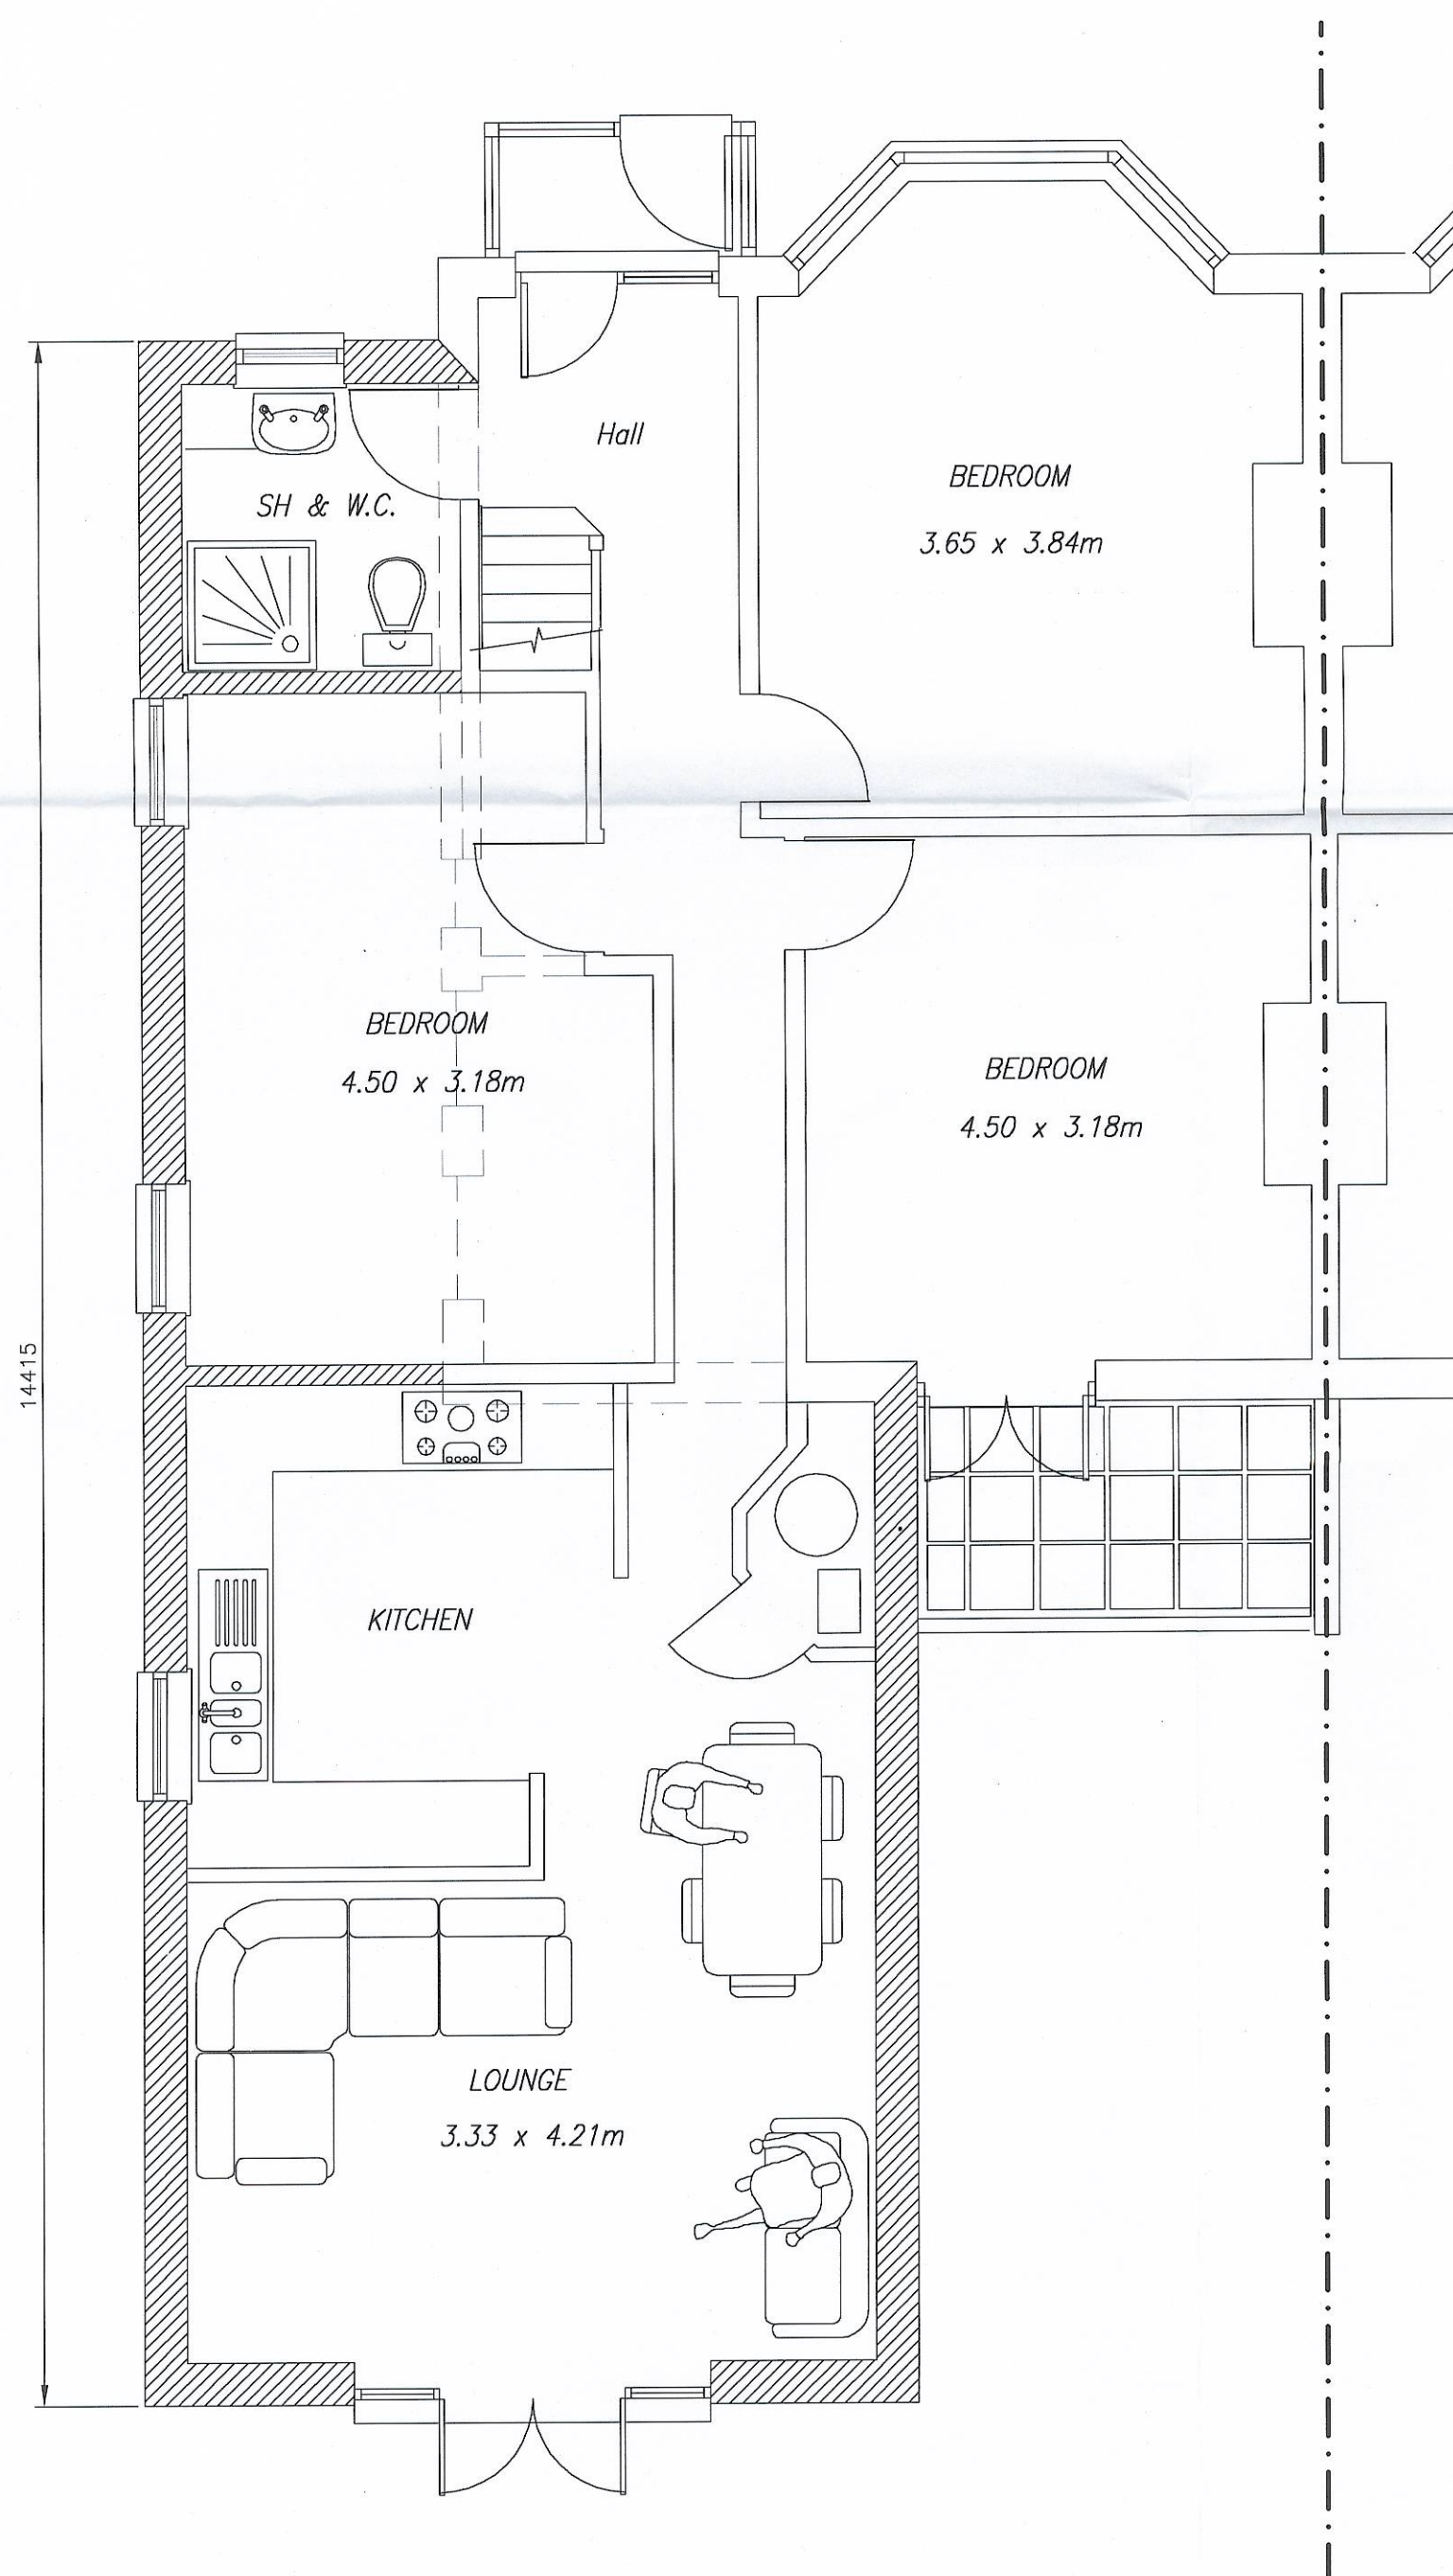 Hall
BEDROOM
3.65 x 3.84m
SH & W.C.
BEDROOM
4.50 x 3.18m
BEDROOM
4.50 x 3.18m
14415
KITCHEN
LOUNGE
3.33 x 4.21m